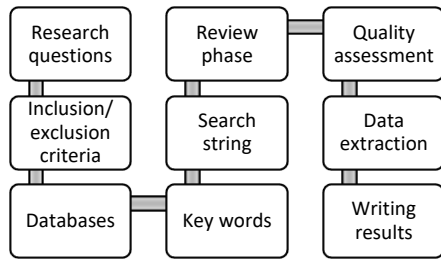 Research
questions
Inclusion/
exclusion
criteria
Databases
Key words
Search
string
Review
phase
Quality
assessment
Data
extraction
Writing
results